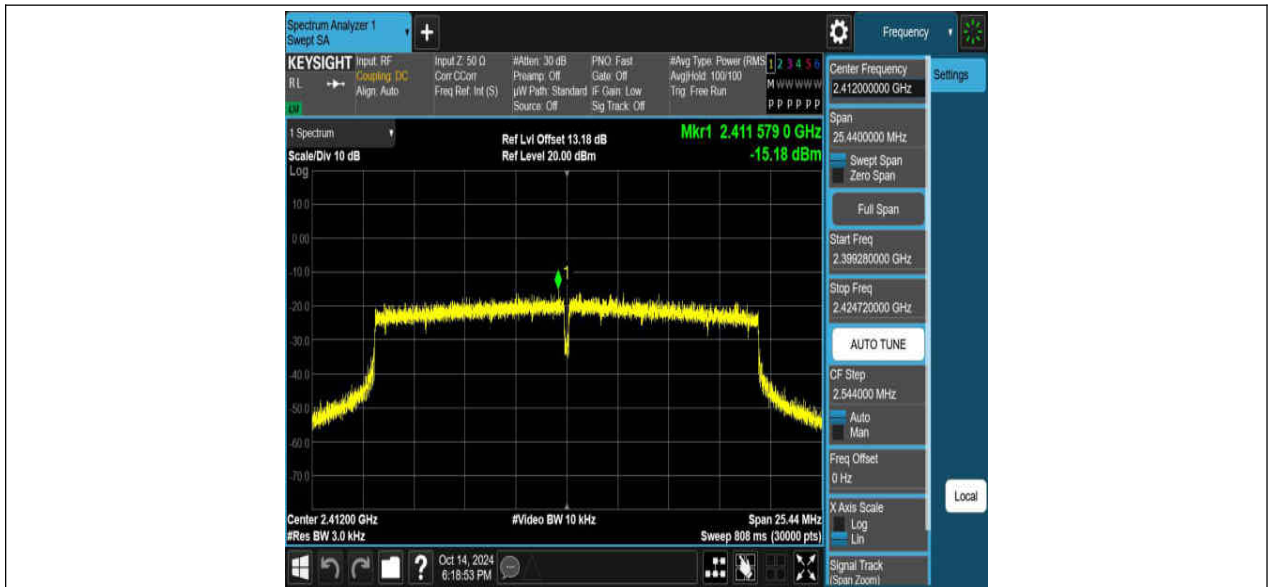 Spectrum Analyzer 1
Swept SA
+
Frequency
KEYSIGHT
RL
Input: RF
Coupling: DC
Align: Auto
Input Z: 50 Ω
Corr CCorr
Freq Ref: Int (S)
#Atten: 30 dB
Preamp: Off
µW Path: Standard
Source: Off
PNO: Fast
Gate: Off
IF Gain: Low
Sig Track: Off
#Avg Type: Power (RMS
Avg|Hold: 100/100
Trig: Free Run
1 2 3 4 5 6
M W W W W W
P P P P P P
1 Spectrum
Scale/Div 10 dB
Log
Ref Lvl Offset 13.18 dB
Ref Level 20.00 dBm
Mkr1 2.411 579 0 GHz
-15.18 dBm
10.0
0.00
-10.0
-20.0
-30.0
-40.0
-50.0
-60.0
-70.0
1
Center 2.41200 GHz
#Res BW 3.0 kHz
#Video BW 10 kHz
Span 25.44 MHz
Sweep 808 ms (30000 pts)
?
Oct 14, 2024
6:18:53 PM
Center Frequency
2.412000000 GHz
Settings
Span
25.4400000 MHz
Swept Span
Zero Span
Full Span
Start Freq
2.399280000 GHz
Stop Freq
2.424720000 GHz
AUTO TUNE
CF Step
2.544000 MHz
Auto
Man
Freq Offset
0 Hz
X Axis Scale
Log
Lin
Local
Signal Track
(Span Zoom)